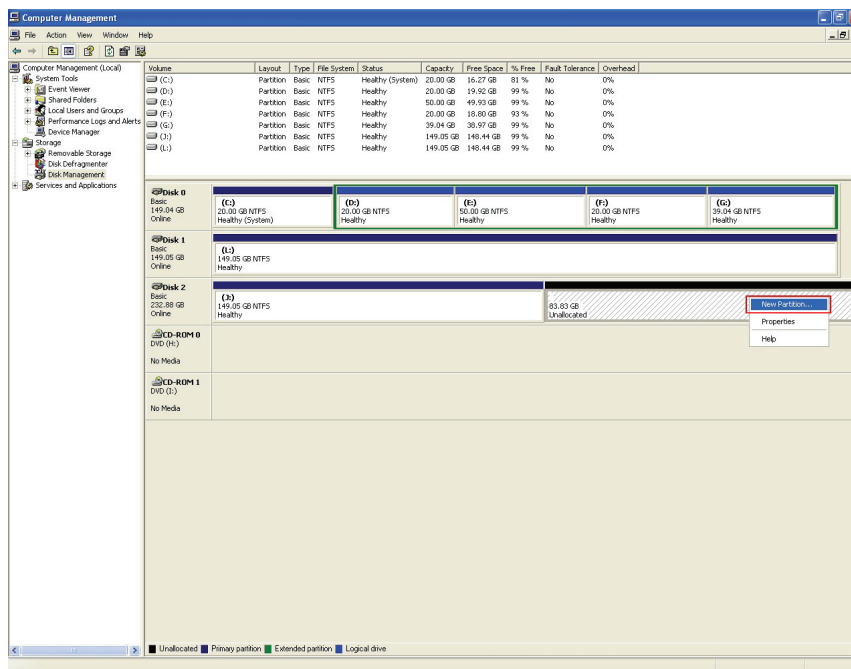 Computer Management
File Action View Window Help
Computer Management (Local)
System Tools
Event Viewer
Shared Folders
Local Users and Groups
Performance Logs and Alerts
Device Manager
Storage
Removable Storage
Disk Defragmenter
Disk Management
Services and Applications
Volume Layout Type File System Status Capacity Free Space % Free Fault Tolerance Overhead
(C:) Partition Basic NTFS Healthy (System) 20.00 GB 16.27 GB 81 % No 0%
(D:) Partition Basic NTFS Healthy 20.00 GB 19.92 GB 99 % No 0%
(E:) Partition Basic NTFS Healthy 50.00 GB 49.93 GB 99 % No 0%
(F:) Partition Basic NTFS Healthy 20.00 GB 18.80 GB 93 % No 0%
(G:) Partition Basic NTFS Healthy 39.04 GB 38.97 GB 99 % No 0%
(J:) Partition Basic NTFS Healthy 149.05 GB 148.44 GB 99 % No 0%
(L:) Partition Basic NTFS Healthy 149.05 GB 148.44 GB 99 % No 0%
Disk 0
Basic
149.04 GB
Online
(C:)
20.00 GB NTFS
Healthy (System)
(D:)
20.00 GB NTFS
Healthy
(E:)
50.00 GB NTFS
Healthy
(F:)
20.00 GB NTFS
Healthy
(G:)
39.04 GB NTFS
Healthy
Disk 1
Basic
149.05 GB
Online
(L:)
149.05 GB NTFS
Healthy
Disk 2
Basic
232.88 GB
Online
(J:)
149.05 GB NTFS
Healthy
83.83 GB
Unallocated
New Partition...
Properties
Help
CD-ROM 0
DVD (H:)
No Media
CD-ROM 1
DVD (I:)
No Media
Unallocated Primary partition Extended partition Logical drive